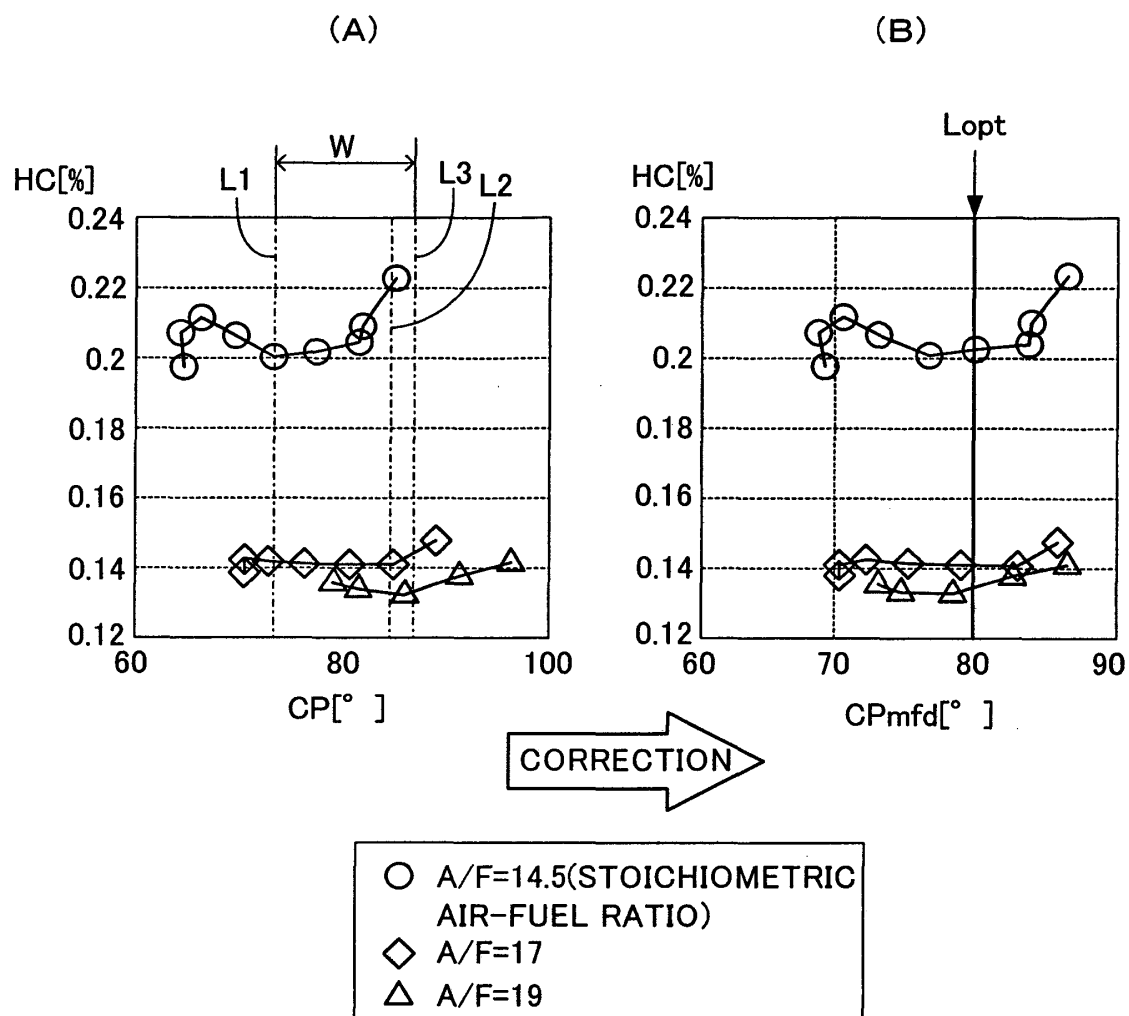 (A)
(B)
W
Lopt
HC[%]
L1
L3
L2
HC[%]
0.24
0.22
0.2
0.18
0.16
0.14
0.12
60
80
100
CP[° ]
0.24
0.22
0.2
0.18
0.16
0.14
0.12
60
70
80
90
CPmfd[° ]
CORRECTION
A/F=14.5(STOICHIOMETRIC
AIR-FUEL RATIO)
A/F=17
A/F=19